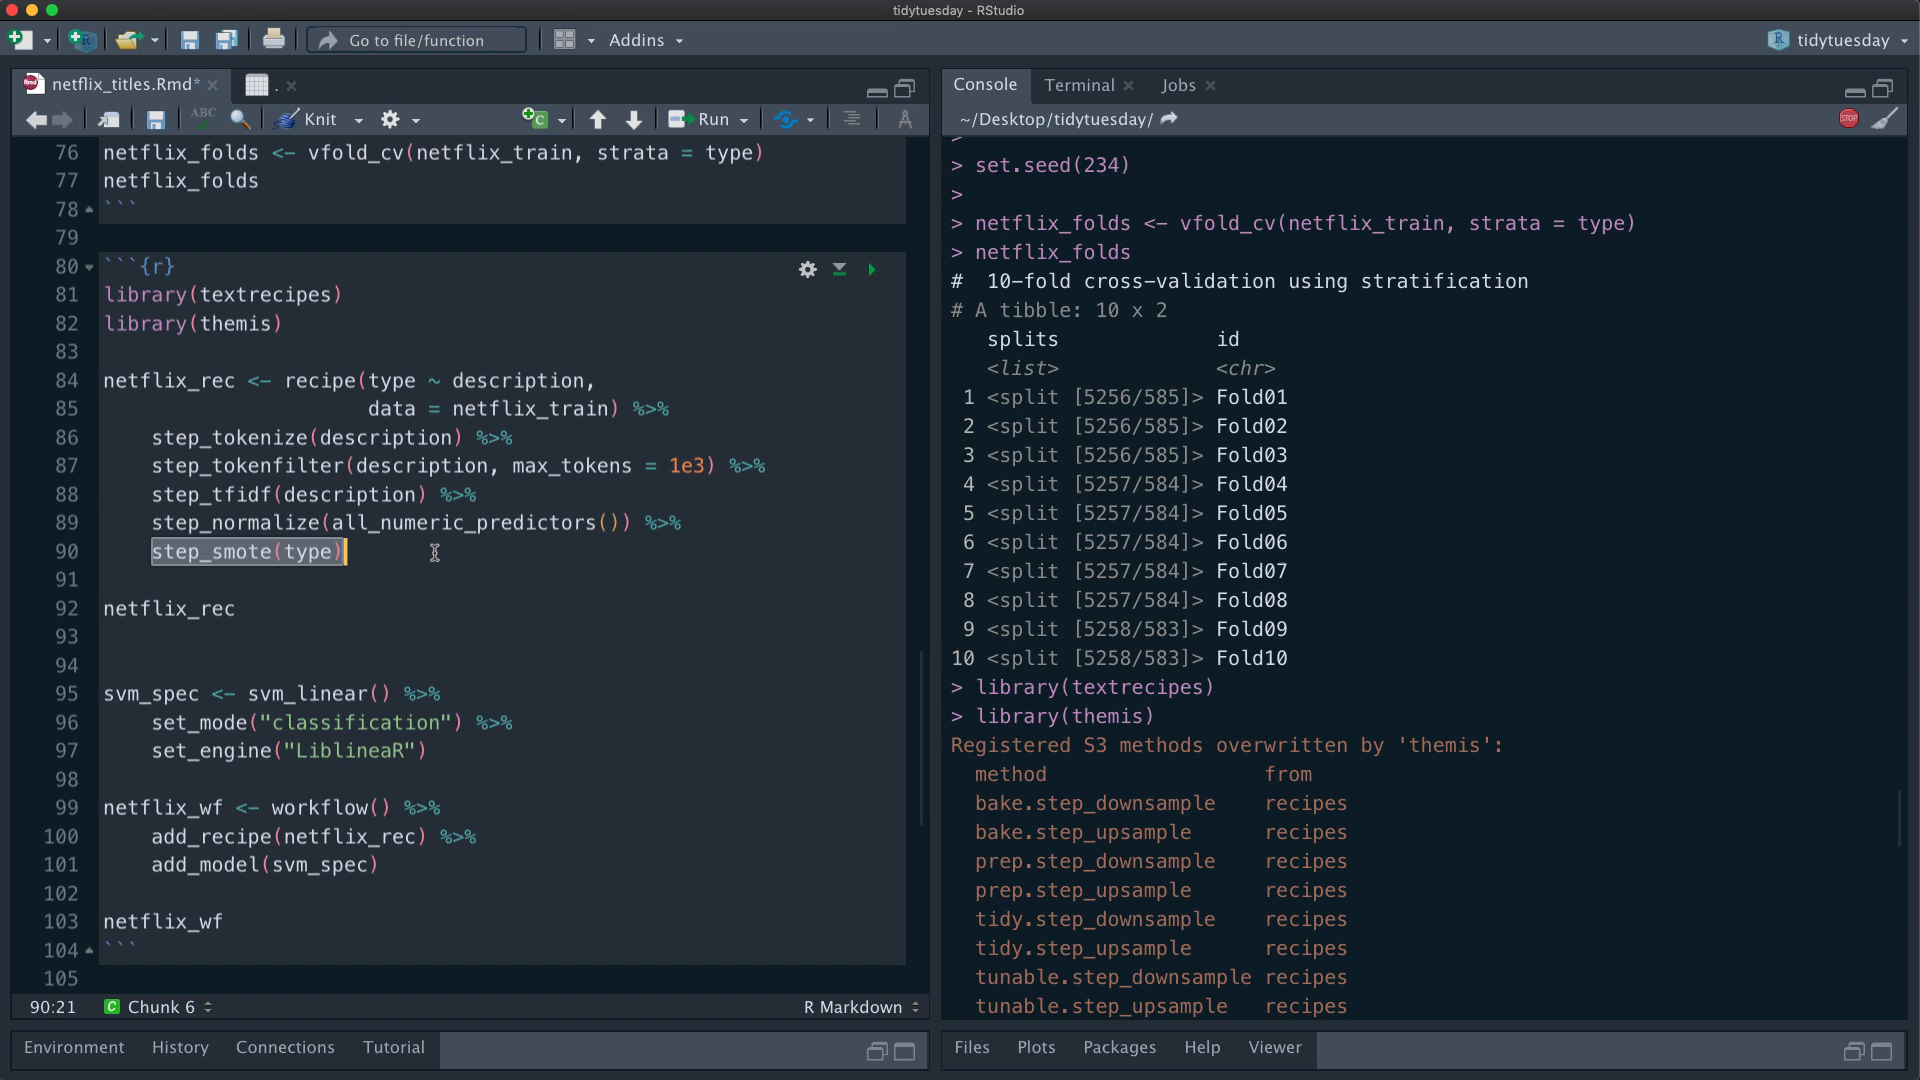 tidytuesday - RStudio
Go to file/function
Addins
tidytuesday
netflix_titles.Rmd*
.
ABC
Knit
Run
76 netflix_folds <- vfold_cv(netflix_train, strata = type)
77 netflix_folds
78 ```
79
80 ```{r}
81 library(textrecipes)
82 library(themis)
83
84 netflix_rec <- recipe(type ~ description,
85 data = netflix_train) %>%
86 step_tokenize(description) %>%
87 step_tokenfilter(description, max_tokens = 1e3) %>%
88 step_tfidf(description) %>%
89 step_normalize(all_numeric_predictors()) %>%
90 step_smote(type)
91
92 netflix_rec
93
94
95 svm_spec <- svm_linear() %>%
96 set_mode("classification") %>%
97 set_engine("LiblineaR")
98
99 netflix_wf <- workflow() %>%
100 add_recipe(netflix_rec) %>%
101 add_model(svm_spec)
102
103 netflix_wf
104 ```
105
90:21 C Chunk 6 R Markdown
Environment History Connections Tutorial
Console Terminal Jobs
~/Desktop/tidytuesday/
STOP
>
> set.seed(234)
>
> netflix_folds <- vfold_cv(netflix_train, strata = type)
> netflix_folds
# 10-fold cross-validation using stratification
# A tibble: 10 x 2
splits id
<list> <chr>
1 <split [5256/585]> Fold01
2 <split [5256/585]> Fold02
3 <split [5256/585]> Fold03
4 <split [5257/584]> Fold04
5 <split [5257/584]> Fold05
6 <split [5257/584]> Fold06
7 <split [5257/584]> Fold07
8 <split [5257/584]> Fold08
9 <split [5258/583]> Fold09
10 <split [5258/583]> Fold10
> library(textrecipes)
> library(themis)
Registered S3 methods overwritten by 'themis':
method from
bake.step_downsample recipes
bake.step_upsample recipes
prep.step_downsample recipes
prep.step_upsample recipes
tidy.step_downsample recipes
tidy.step_upsample recipes
tunable.step_downsample recipes
tunable.step_upsample recipes
Files Plots Packages Help Viewer